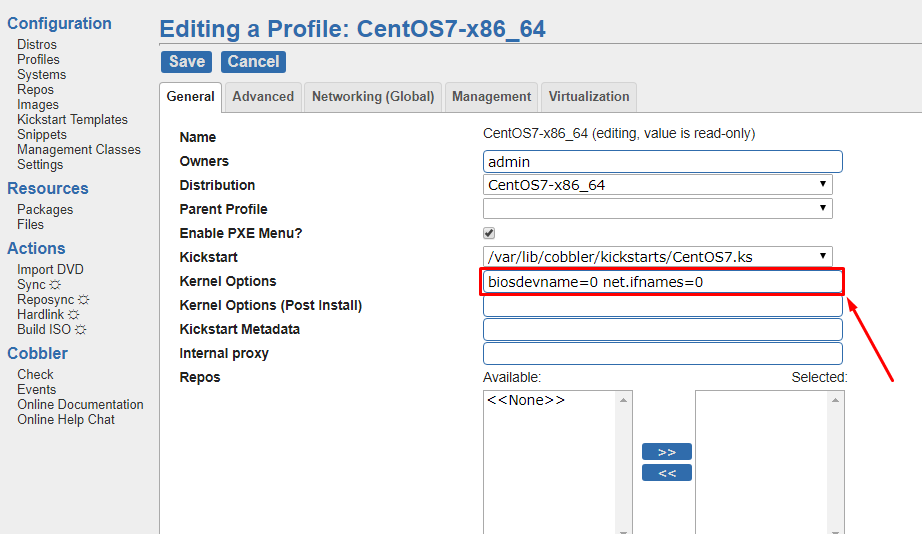 Configuration
Distros
Profiles
Systems
Repos
Images
Kickstart Templates
Snippets
Management Classes
Settings
Resources
Packages
Files
Actions
Import DVD
Sync
Reposync
Hardlink
Build ISO
Cobbler
Check
Events
Online Documentation
Online Help Chat
Editing a Profile: CentOS7-x86_64
Save Cancel
General Advanced Networking (Global) Management Virtualization
Name CentOS7-x86_64 (editing, value is read-only)
Owners admin
Distribution CentOS7-x86_64
Parent Profile
Enable PXE Menu?
Kickstart /var/lib/cobbler/kickstarts/CentOS7.ks
Kernel Options biosdevname=0 net.ifnames=0
Kernel Options (Post Install)
Kickstart Metadata
Internal proxy
Repos Available: Selected:
<<None>>
>>
<<